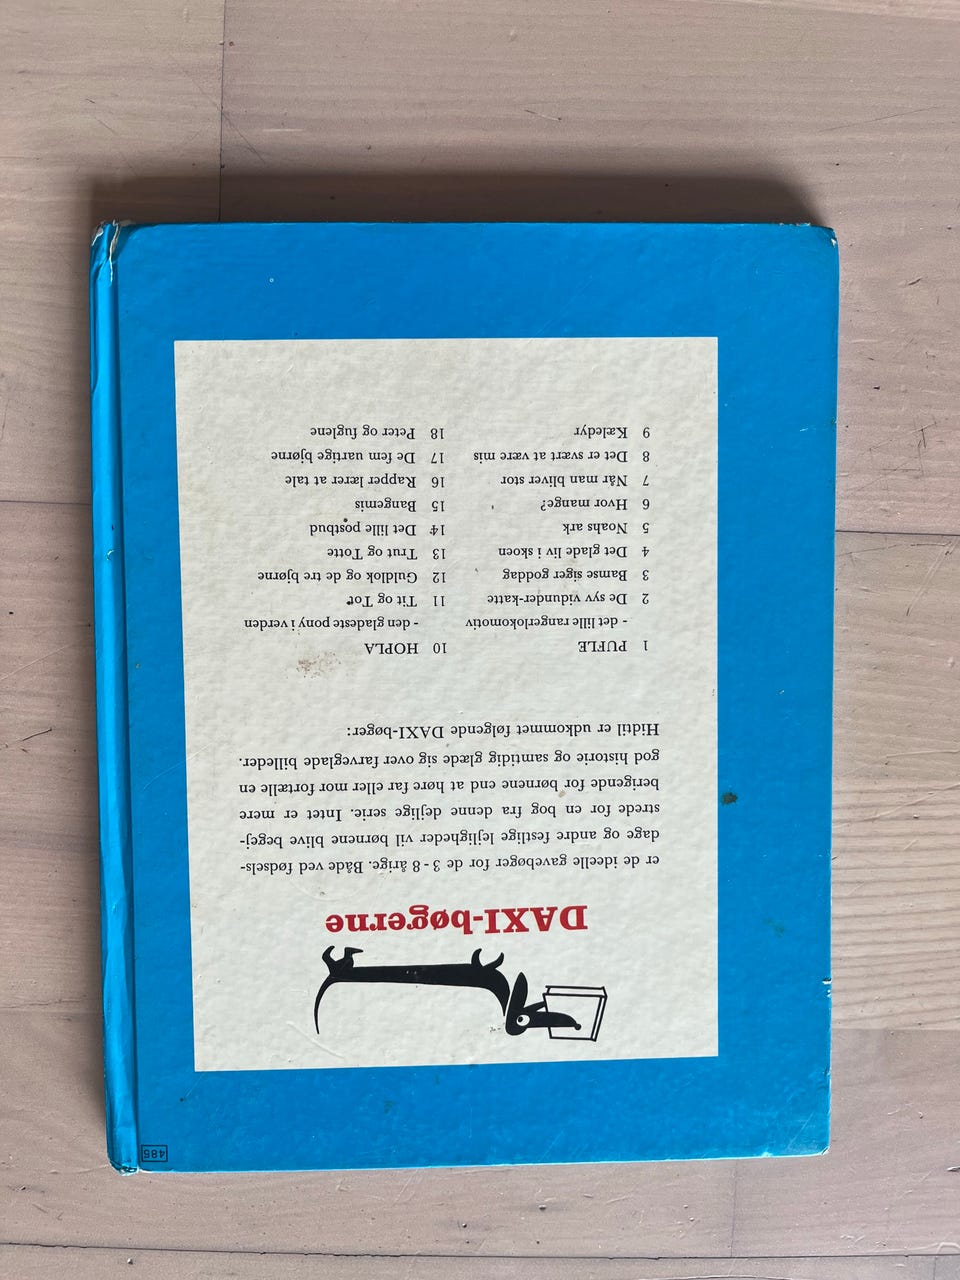 DAXI-bøgerne
er de ideelle gavebøger for de 3 - 8 årige. Både ved fødsels-
dage og andre festlige lejligheder vil børnene blive begej-
strede for en bog fra denne dejlige serie. Intet er mere
berigende for børnene end at høre far eller mor fortælle en
god historie og samtidig glæde sig over farveglade billeder.
Hidtil er udkommet følgende DAXI-bøger:
1 PUFLE
- det lille rangerlokomotiv
2 De syv vidunder-katte
3 Bamse siger goddag
4 Det glade liv i skoen
5 Noahs ark
6 Hvor mange?
7 Når man bliver stor
8 Det er svært at være mis
9 Kæledyr
10 HOPLA
- den gladeste pony i verden
11 Tit og Tot
12 Guldlok og de tre bjørne
13 Trut og Totte
14 Det lille postbud
15 Bangemis
16 Rapper lærer at tale
17 De fem uartige bjørne
18 Peter og fuglene
485